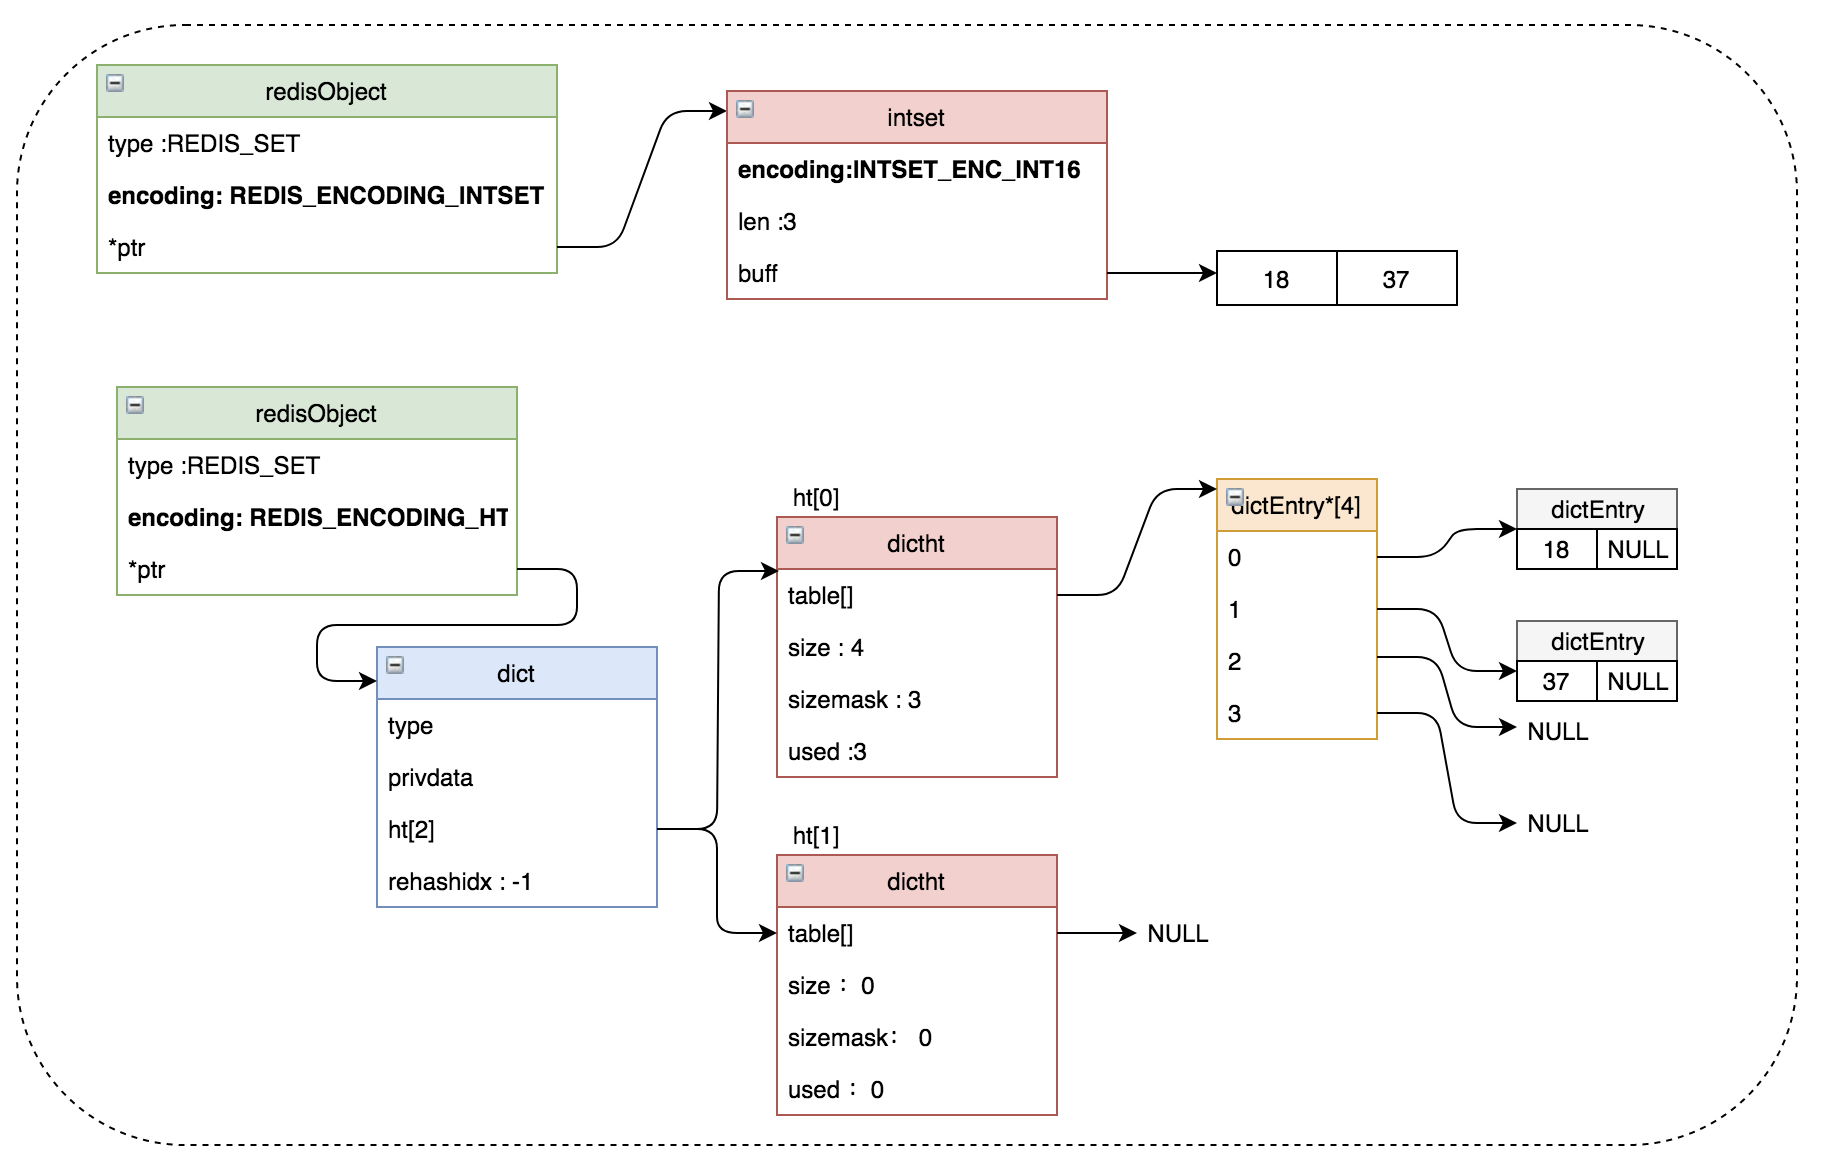 redisObject
type :REDIS_SET
encoding: REDIS_ENCODING_INTSET
*ptr
intset
encoding:INTSET_ENC_INT16
len :3
buff
18 37
redisObject
type :REDIS_SET
encoding: REDIS_ENCODING_HT
*ptr
dict
type
privdata
ht[2]
rehashidx : -1
ht[0]
dictht
table[]
size : 4
sizemask : 3
used :3
dictEntry*[4]
0
1
2
3
dictEntry
18 NULL
dictEntry
37 NULL
NULL
NULL
ht[1]
dictht
table[]
size： 0
sizemask： 0
used： 0
NULL